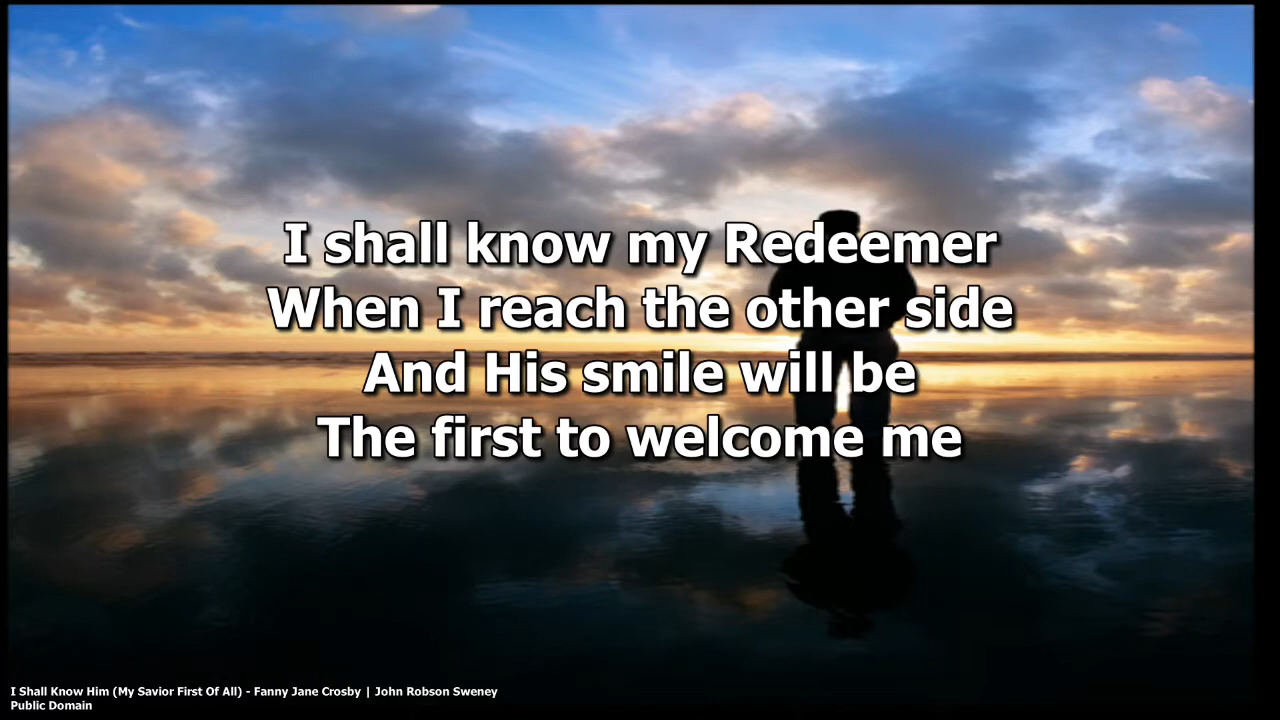 I shall know my Redeemer
When I reach the other side
And His smile will be
The first to welcome me
I Shall Know Him (My Savior First Of All) - Fanny Jane Crosby | John Robson Sweney
Public Domain